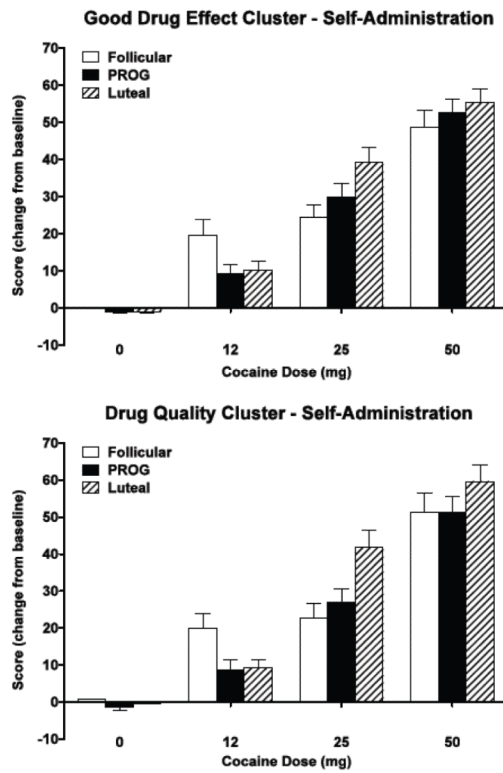 Good Drug Effect Cluster - Self-Administration
70
60
50
40
30
20
10
0
-10
Score (change from baseline)
Follicular
PROG
Luteal
0 12 25 50
Cocaine Dose (mg)
Drug Quality Cluster - Self-Administration
70
60
50
40
30
20
10
0
-10
Score (change from baseline)
Follicular
PROG
Luteal
0 12 25 50
Cocaine Dose (mg)